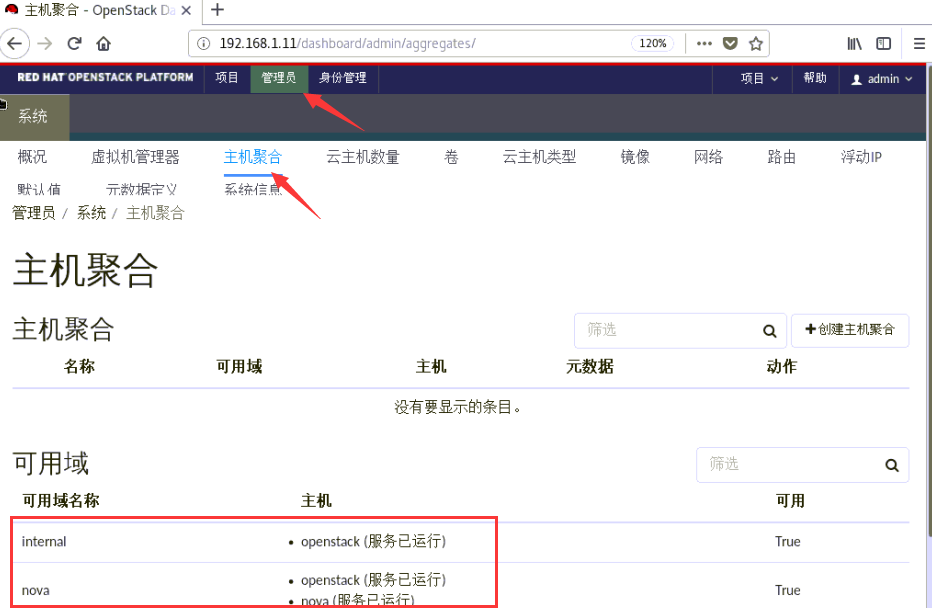 主机聚合 - OpenStack Da
192.168.1.11/dashboard/admin/aggregates/
120%
RED HAT OPENSTACK PLATFORM 项目 管理员 身份管理 项目 帮助 admin
系统
概况 虚拟机管理器 主机聚合 云主机数量 卷 云主机类型 镜像 网络 路由 浮动IP
默认值 元数据定义 系统信息
管理员 / 系统 / 主机聚合
主机聚合
主机聚合
筛选
+创建主机聚合
名称 可用域 主机 元数据 动作
没有要显示的条目。
可用域
筛选
可用域名称 主机 可用
internal • openstack (服务已运行) True
• openstack (服务已运行)
nova True
• nova (服务已运行)